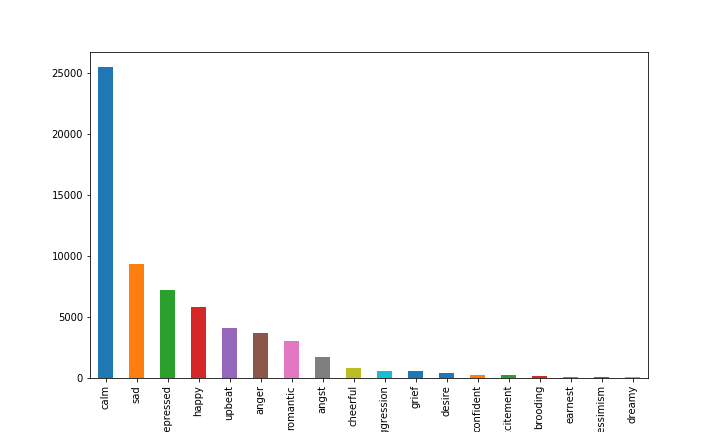 25000
20000
15000
10000
5000
0
calm
sad
epressed
happy
upbeat
anger
romantic
angst
cheerful
ggression
grief
desire
confident
citement
brooding
earnest
essimism
dreamy